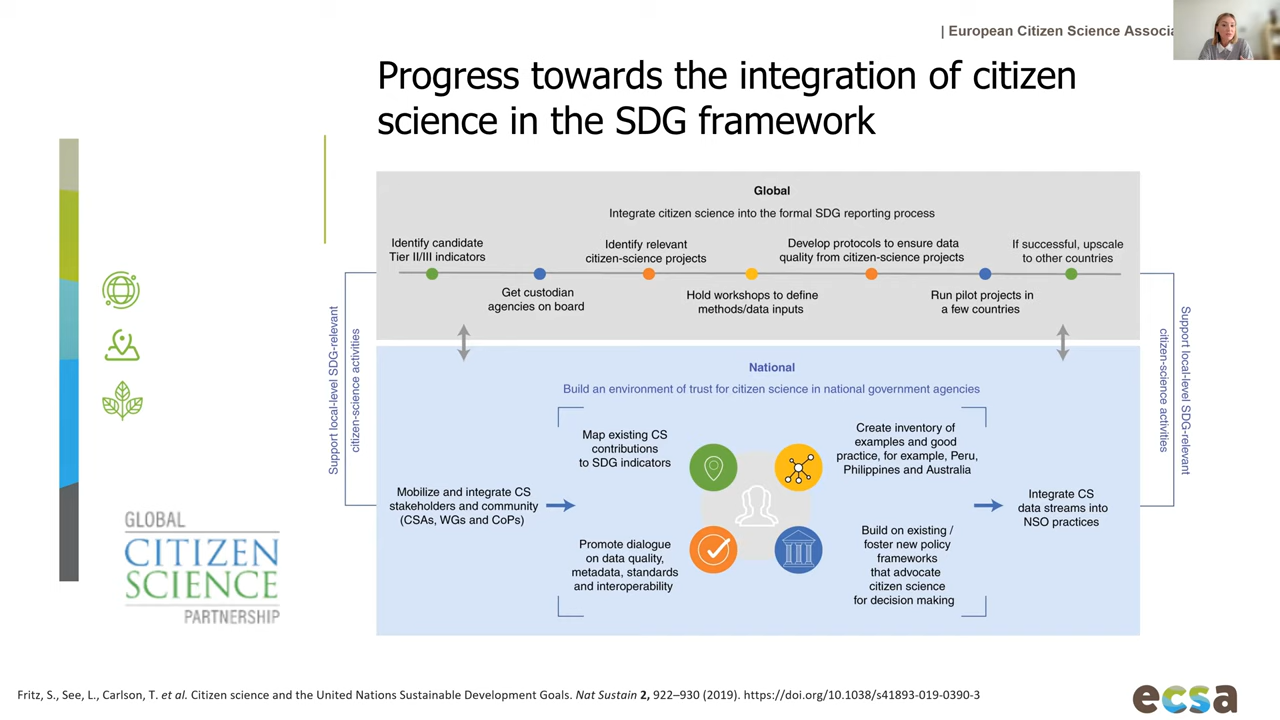 | European Citizen Science Associa
Progress towards the integration of citizen
science in the SDG framework
Global
Integrate citizen science into the formal SDG reporting process
Identify candidate
Tier II/III indicators
Get custodian
agencies on board
Identify relevant
citizen-science projects
Hold workshops to define
methods/data inputs
Develop protocols to ensure data
quality from citizen-science projects
Run pilot projects in
a few countries
If successful, upscale
to other countries
Support local-level SDG-relevant
citizen-science activities
National
Build an environment of trust for citizen science in national government agencies
Mobilize and integrate CS
stakeholders and community
(CSAs, WGs and CoPs)
Map existing CS
contributions
to SDG indicators
Promote dialogue
on data quality,
metadata, standards
and interoperability
Create inventory of
examples and good
practice, for example, Peru,
Philippines and Australia
Build on existing /
foster new policy
frameworks
that advocate
citizen science
for decision making
Integrate CS
data streams into
NSO practices
Support local-level SDG-relevant
citizen-science activities
GLOBAL
CITIZEN
SCIENCE
PARTNERSHIP
Fritz, S., See, L., Carlson, T. et al. Citizen science and the United Nations Sustainable Development Goals. Nat Sustain 2, 922–930 (2019). https://doi.org/10.1038/s41893-019-0390-3
ecsa